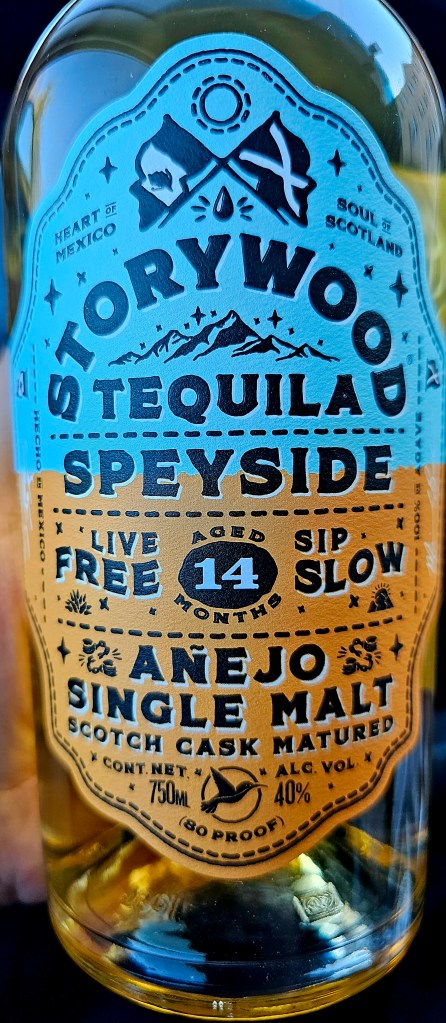 HEART OF MEXICO
SOUL OF SCOTLAND
STORYWOOD
TEQUILA
SPEYSIDE
LIVE FREE
AGED 14 MONTHS
SIP SLOW
AÑEJO
SINGLE MALT
SCOTCH CASK MATURED
CONT. NET. 750ML
ALC. VOL. 40%
(80 PROOF)
HECHO EN MEXICO
100% DE AGAVE